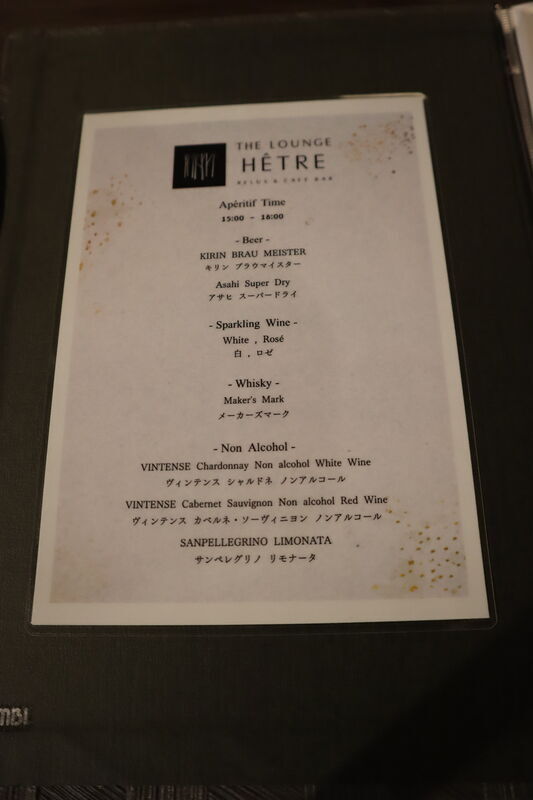 THE LOUNGE
HÊTRE
RELUX & CAFE BAR
Apéritif Time
15:00 - 18:00
- Beer -
KIRIN BRAU MEISTER
キリン ブラウマイスター
Asahi Super Dry
アサヒ スーパードライ
- Sparkling Wine -
White , Rosé
白 , ロゼ
- Whisky -
Maker's Mark
メーカーズマーク
- Non Alcohol -
VINTENSE Chardonnay Non alcohol White Wine
ヴィンテンス シャルドネ ノンアルコール
VINTENSE Cabernet Sauvignon Non alcohol Red Wine
ヴィンテンス カベルネ・ソーヴィニヨン ノンアルコール
SANPELLEGRINO LIMONATA
サンペレグリノ リモナータ